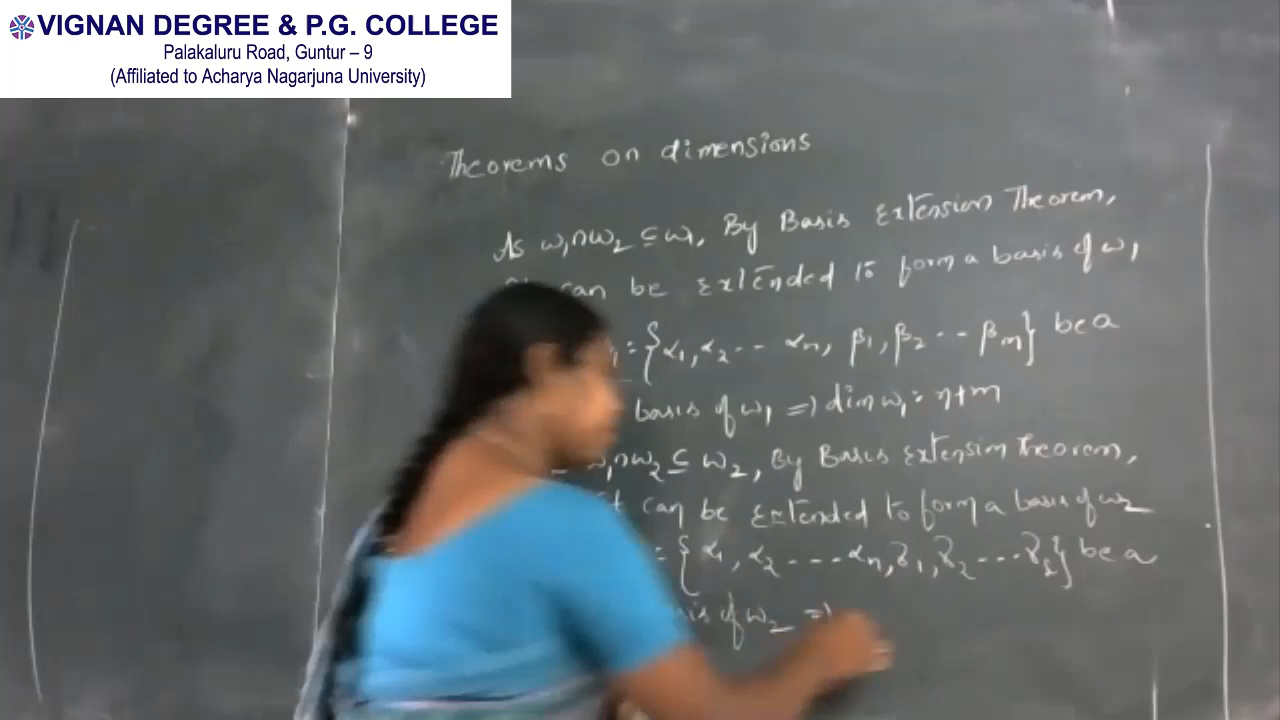 VIGNAN DEGREE & P.G. COLLEGE
Palakaluru Road, Guntur – 9
(Affiliated to Acharya Nagarjuna University)
Theorems on dimensions
As ω₁∩ω₂ ⊆ ω₁, By Basis Extension Theorem,
can be Extended to form a basis of ω₁
= {α₁, α₂ -- αₙ, β₁, β₂ -- βₘ} be a
basis of ω₁ ⇒ dim ω₁ = n+m
ω₁∩ω₂ ⊆ ω₂, By Basis Extension Theorem,
it can be Extended to form a basis of ω₂
= {α₁, α₂ ---- αₙ, γ₁, γ₂ ---- γ } be a
of ω₂ ⇒